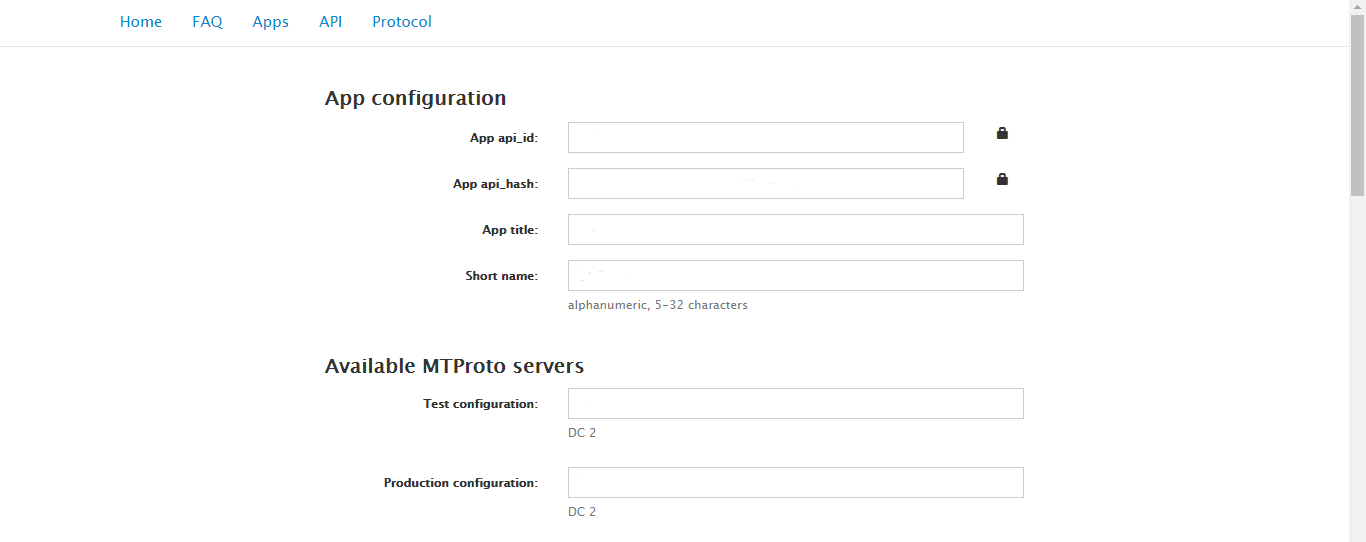 Home FAQ Apps API Protocol
App configuration
App api_id:
App api_hash:
App title:
Short name:
alphanumeric, 5-32 characters
Available MTProto servers
Test configuration:
DC 2
Production configuration:
DC 2